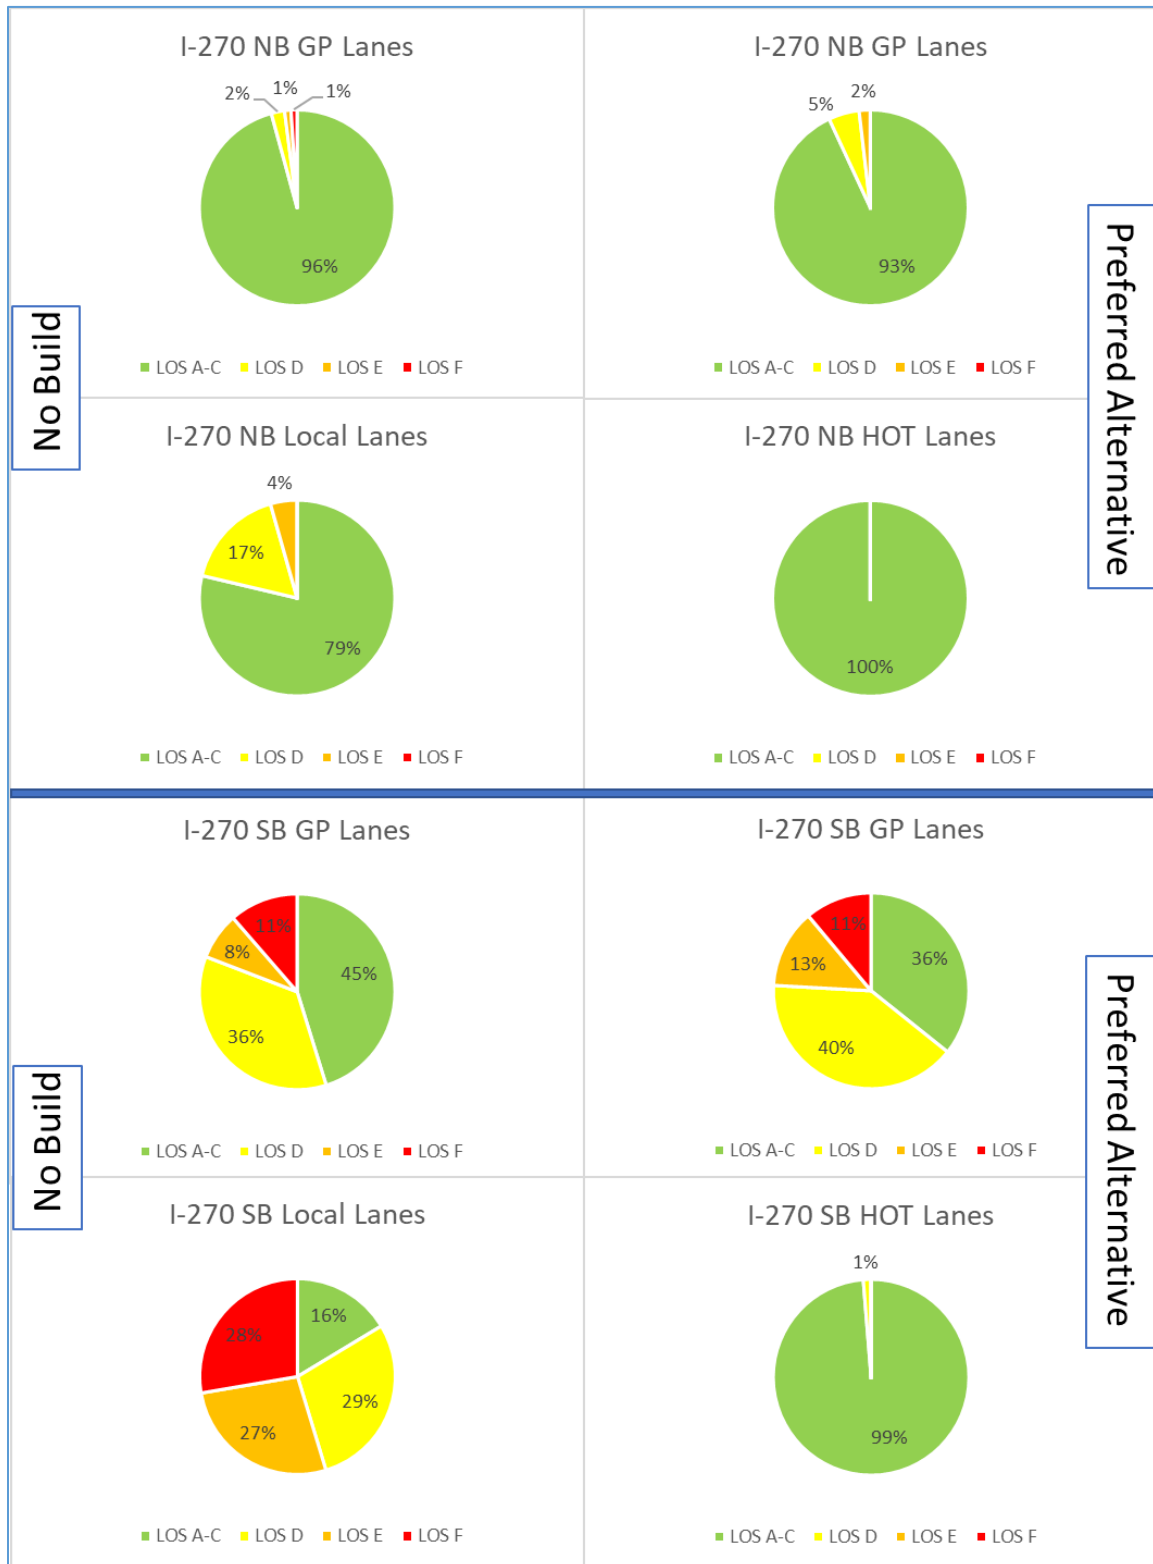 I-270 NB GP Lanes
2%
1%
1%
96%
LOS A-C LOS D LOS E LOS F
I-270 NB GP Lanes
5%
2%
93%
LOS A-C LOS D LOS E LOS F
No Build
Preferred Alternative
I-270 NB Local Lanes
4%
17%
79%
LOS A-C LOS D LOS E LOS F
I-270 NB HOT Lanes
100%
LOS A-C LOS D LOS E LOS F
I-270 SB GP Lanes
11%
8%
45%
36%
LOS A-C LOS D LOS E LOS F
I-270 SB GP Lanes
11%
36%
13%
40%
LOS A-C LOS D LOS E LOS F
No Build
Preferred Alternative
I-270 SB Local Lanes
16%
28%
29%
27%
LOS A-C LOS D LOS E LOS F
I-270 SB HOT Lanes
1%
99%
LOS A-C LOS D LOS E LOS F